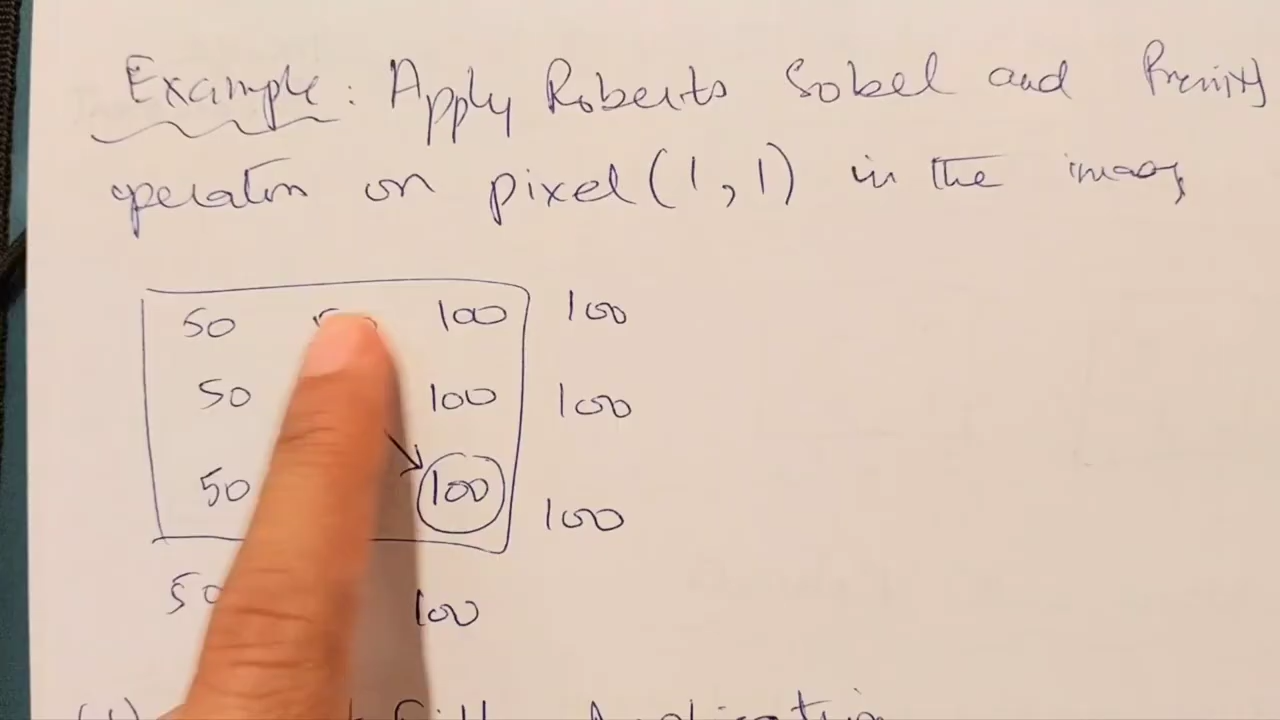 Example: Apply Roberts Sobel and
operation on pixel (1,1) in the image
50 100 100
50 100 100
50 100 100
50 100